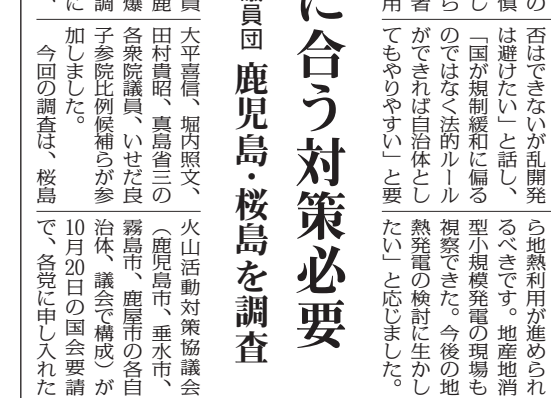 の
慎
し
ら
者
用
否はできないが乱開発
は避けたい」と話し、
「国が規制緩和に偏る
のではなく法的ルール
ができれば自治体とし
てもやりやすい」と要
ら地熱利用が進められ
るべきです。地産地消
型小規模発電の現場も
視察できた。今後の地
熱発電の検討に生かし
たい」と応じました。
に合う対策必要
員団 鹿児島・桜島を調査
員
鹿
爆
調
に
、
大平喜信、堀内照文、
田村貴昭、真島省三の
各衆院議員、いせだ良
子参院比例候補らが参
加しました。
　今回の調査は、桜島
火山活動対策協議会
（鹿児島市、垂水市、
霧島市、鹿屋市の各自
治体、議会で構成）が
10月20日の国会要請
で、各党に申し入れた